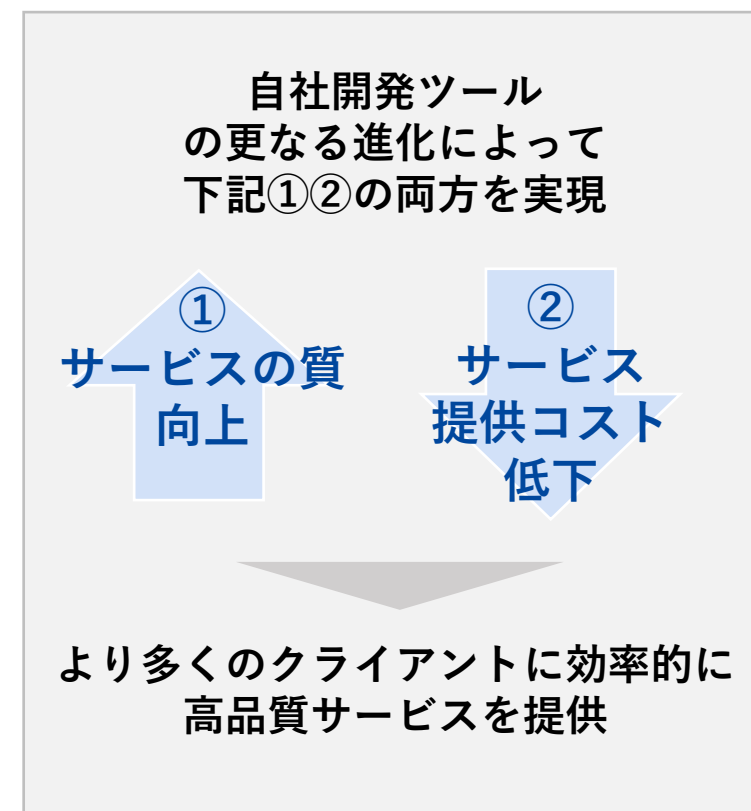 自社開発ツール
の更なる進化によって
下記①②の両方を実現
①
サービスの質
向上
②
サービス
提供コスト
低下
より多くのクライアントに効率的に
高品質サービスを提供